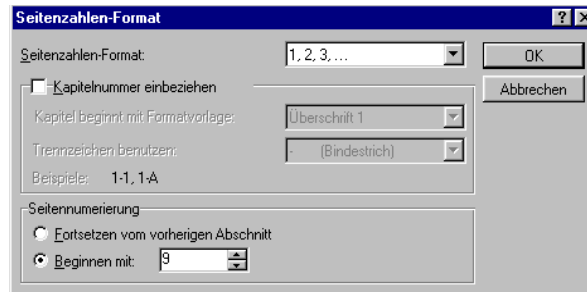 Seitenzahlen-Format
Seitenzahlen-Format: 1, 2, 3, ... OK
Kapitelnummer einbeziehen Abbrechen
Kapitel beginnt mit Formatvorlage: Überschrift 1
Trennzeichen benutzen: - (Bindestrich)
Beispiele: 1-1, 1-A
Seitennumerierung
Fortsetzen vom vorherigen Abschnitt
Beginnen mit: 9